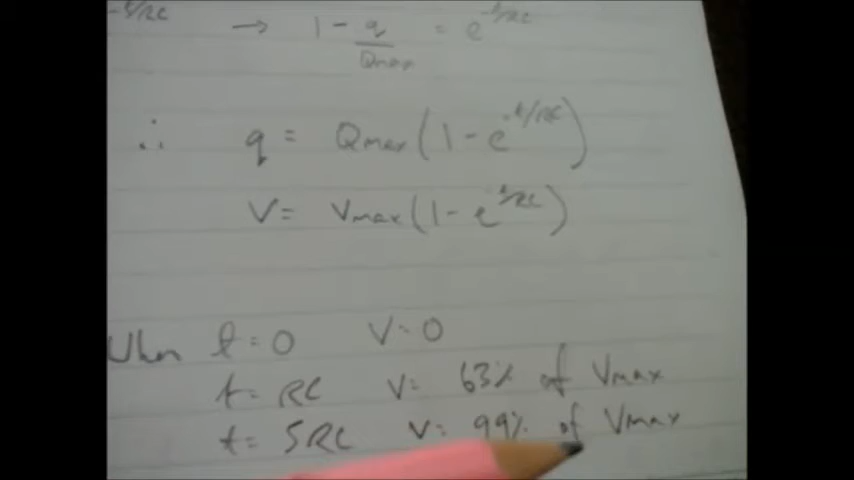 -t/RC → 1 - q/Qmax = e^-t/RC
∴ q = Qmax(1 - e^-t/RC)
V = Vmax(1 - e^-t/RC)
When t = 0 V = 0
t = RC V = 63% of Vmax
t = 5RC V = 99% of Vmax